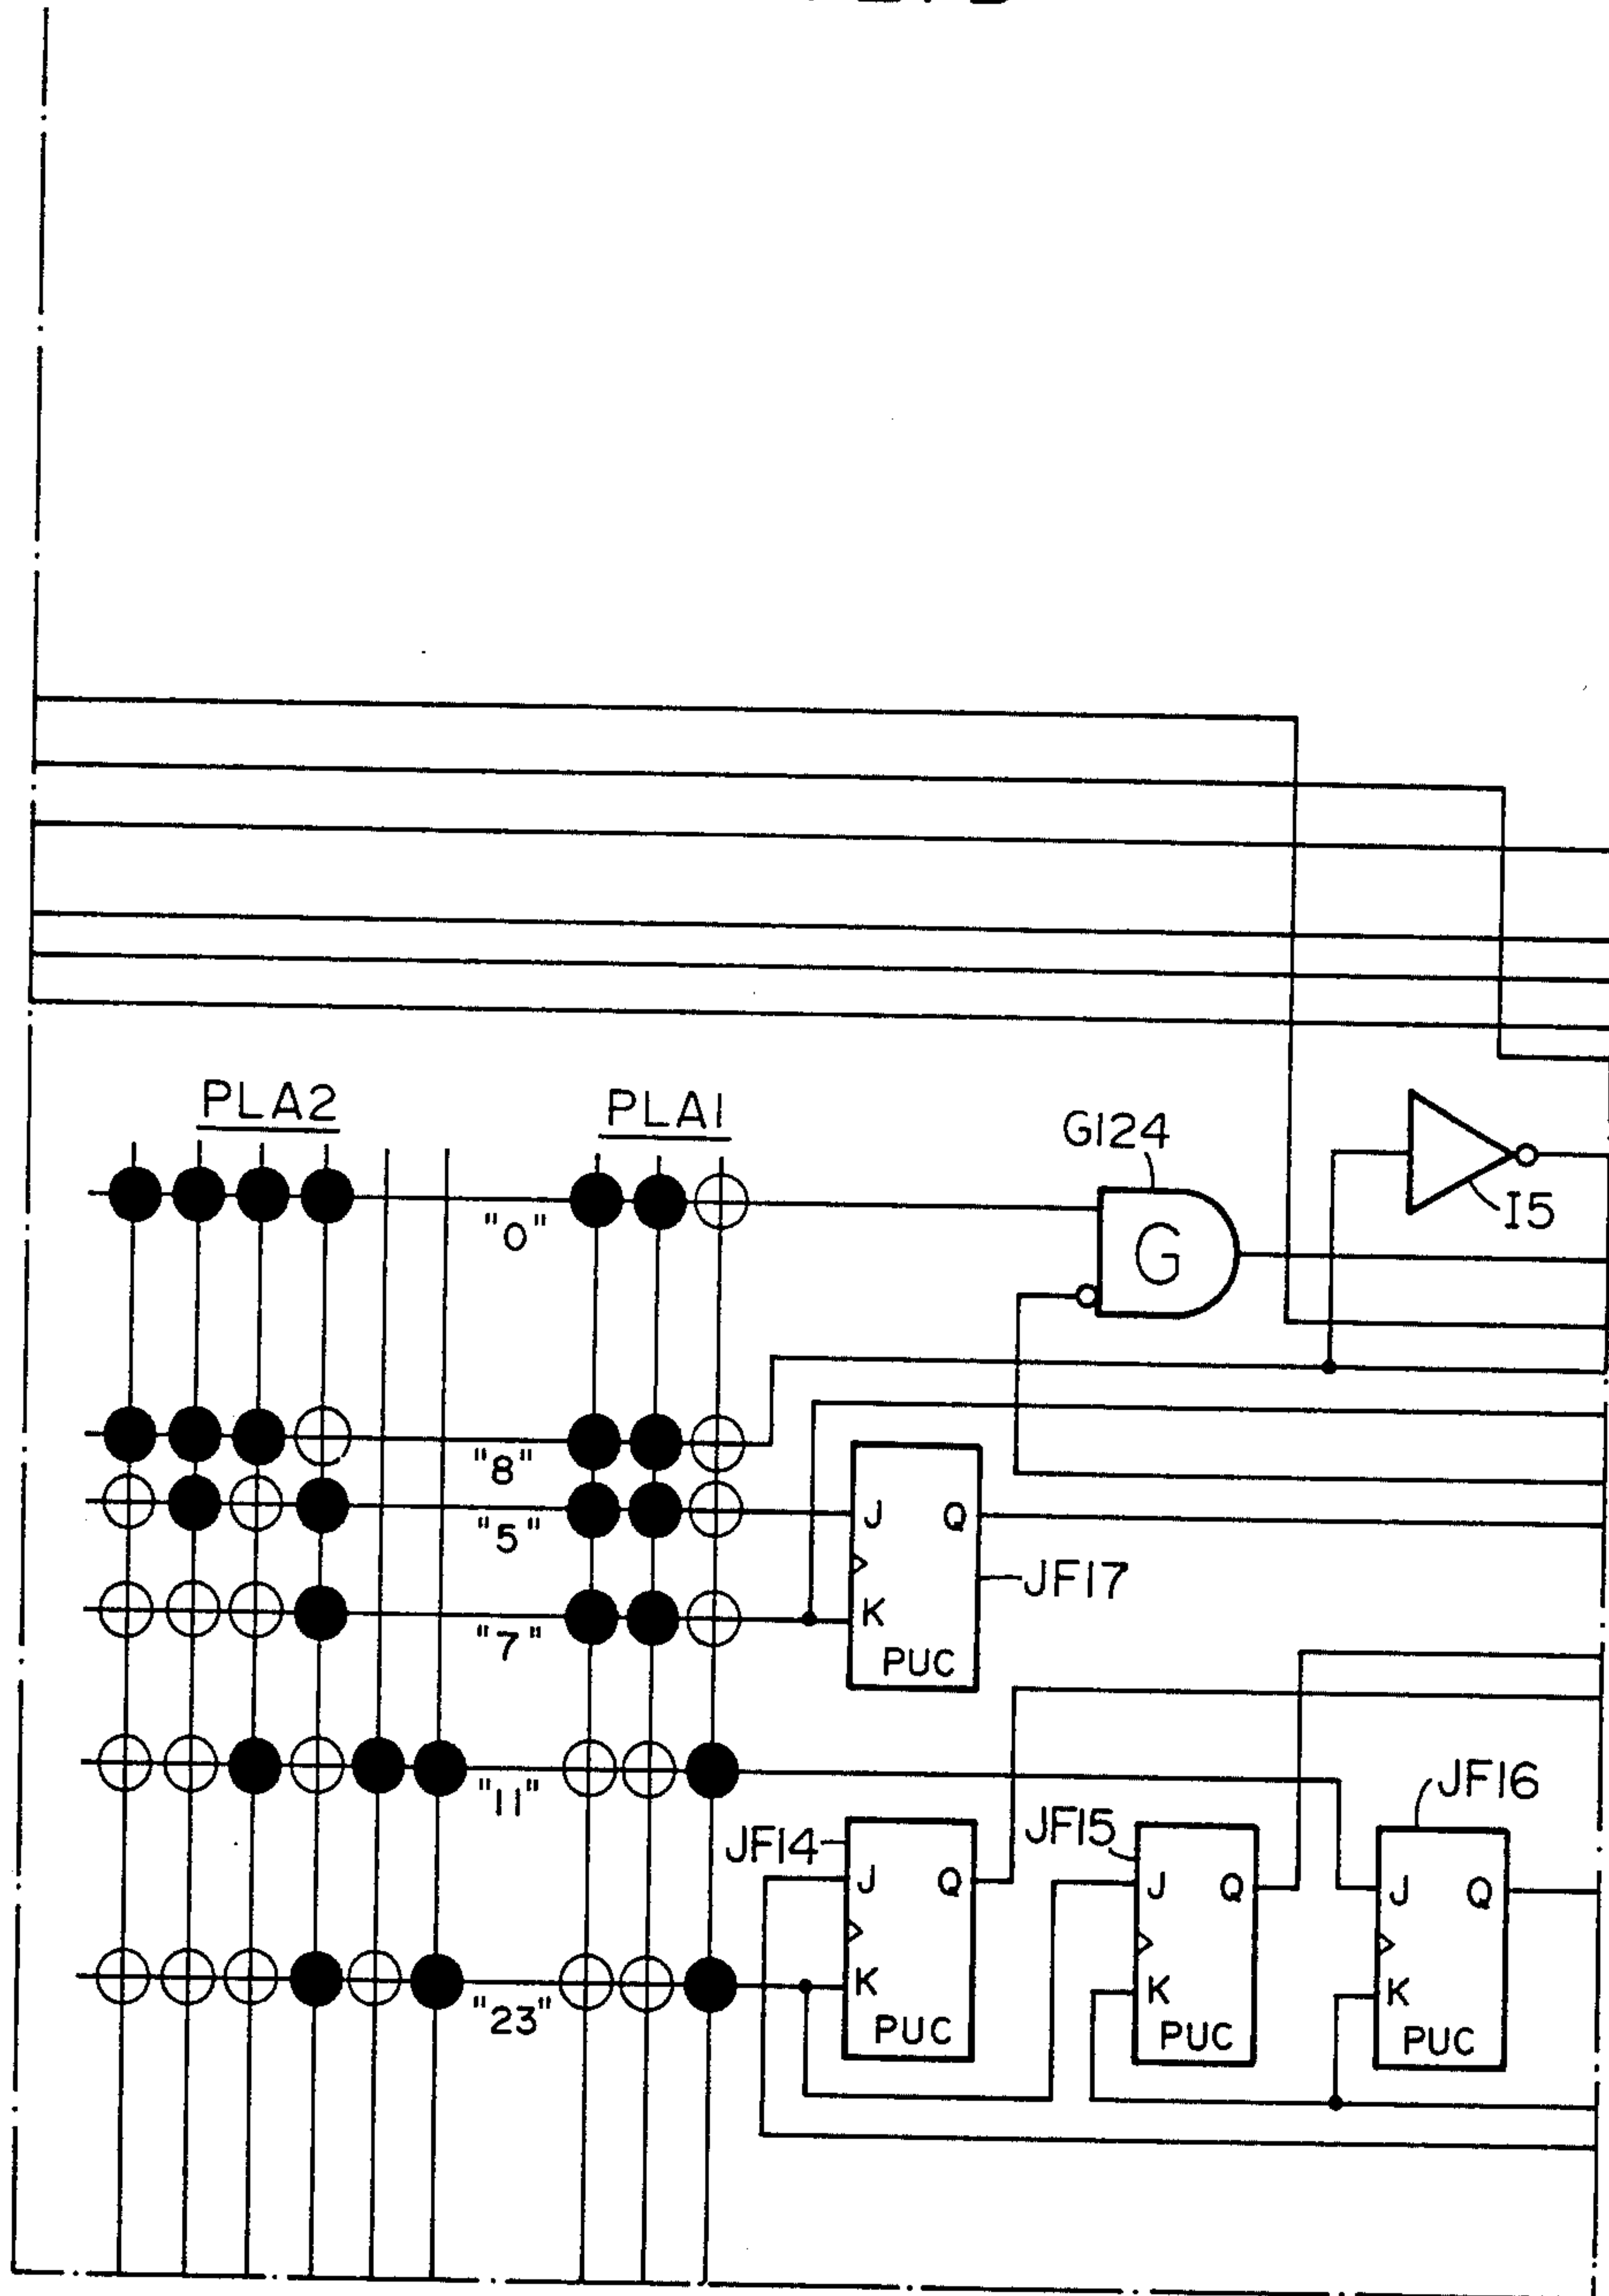 PLA2
PLA1
G124
G
I5
"0"
"8"
"5"
J Q
JF17
"7"
K
PUC
"11"
JF16
JF14
JF15
J Q
J Q
J Q
K
K
K
"23"
PUC
PUC
PUC